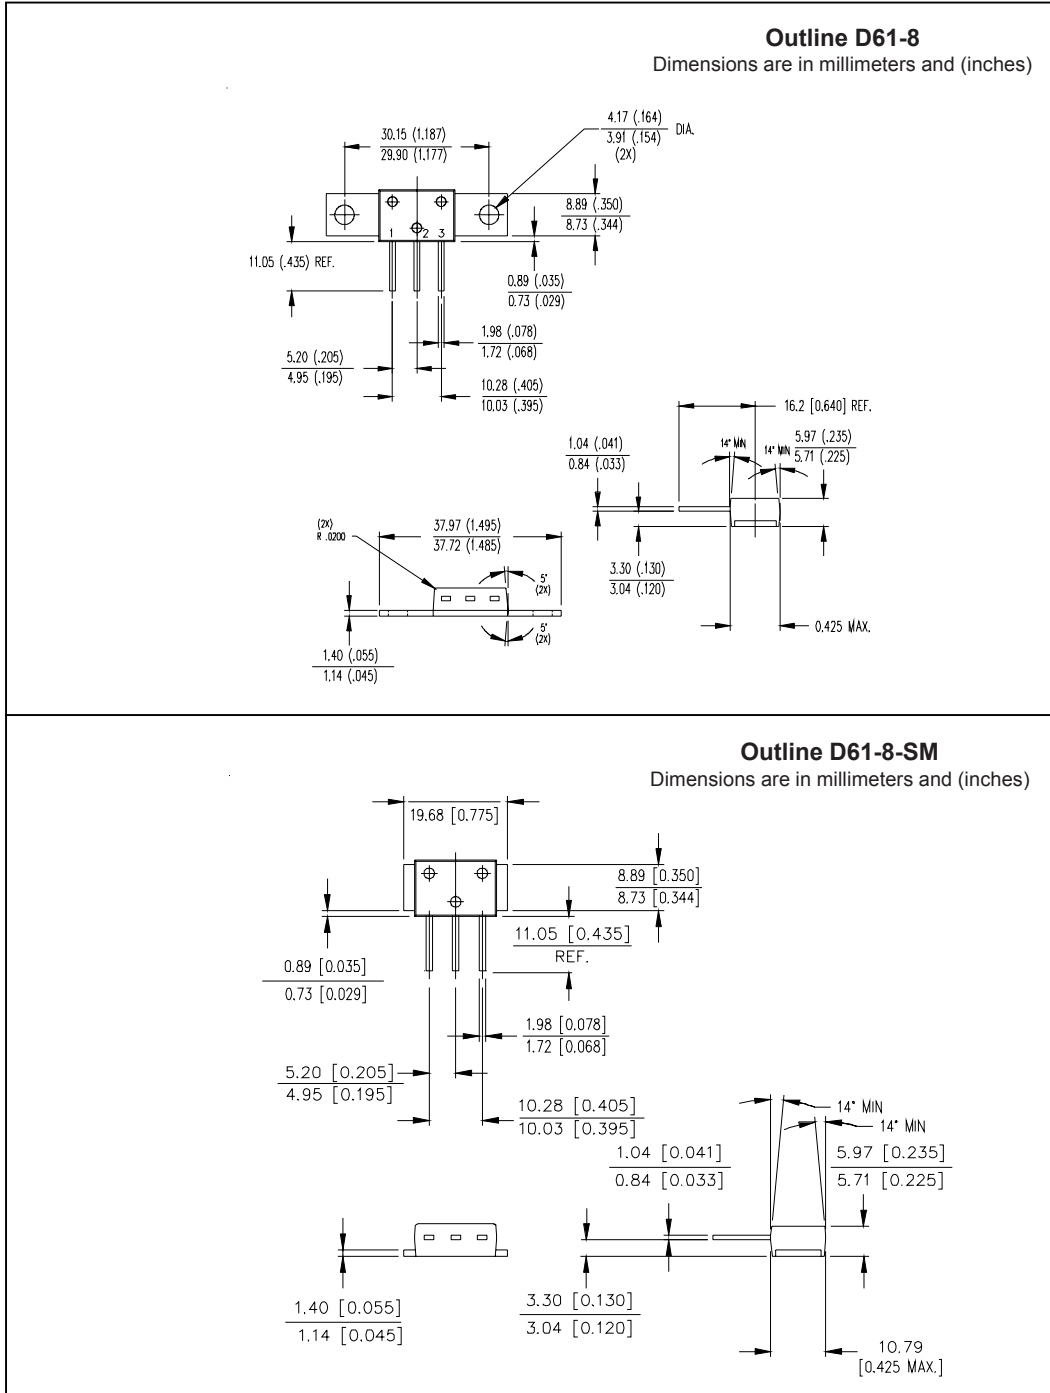 Outline D61-8
Dimensions are in millimeters and (inches)
4.17 (.164)
3.91 (.154)
DIA.
(2X)
30.15 (1.187)
29.90 (1.177)
8.89 (.350)
8.73 (.344)
1 2 3
11.05 (.435) REF.
0.89 (.035)
0.73 (.029)
1.98 (.078)
1.72 (.068)
5.20 (.205)
4.95 (.195)
10.28 (.405)
10.03 (.395)
16.2 [0.640] REF.
1.04 (.041)
0.84 (.033)
14° MIN
14° MIN
5.97 (.235)
5.71 (.225)
(2X)
R .0200
37.97 (1.495)
37.72 (1.485)
5°
(2X)
3.30 (.130)
3.04 (.120)
5°
(2X)
0.425 MAX.
1.40 (.055)
1.14 (.045)
Outline D61-8-SM
Dimensions are in millimeters and (inches)
19.68 [0.775]
8.89 [0.350]
8.73 [0.344]
11.05 [0.435]
REF.
0.89 [0.035]
0.73 [0.029]
1.98 [0.078]
1.72 [0.068]
5.20 [0.205]
4.95 [0.195]
10.28 [0.405]
10.03 [0.395]
14° MIN
14° MIN
1.04 [0.041]
0.84 [0.033]
5.97 [0.235]
5.71 [0.225]
1.40 [0.055]
1.14 [0.045]
3.30 [0.130]
3.04 [0.120]
10.79
[0.425 MAX.]